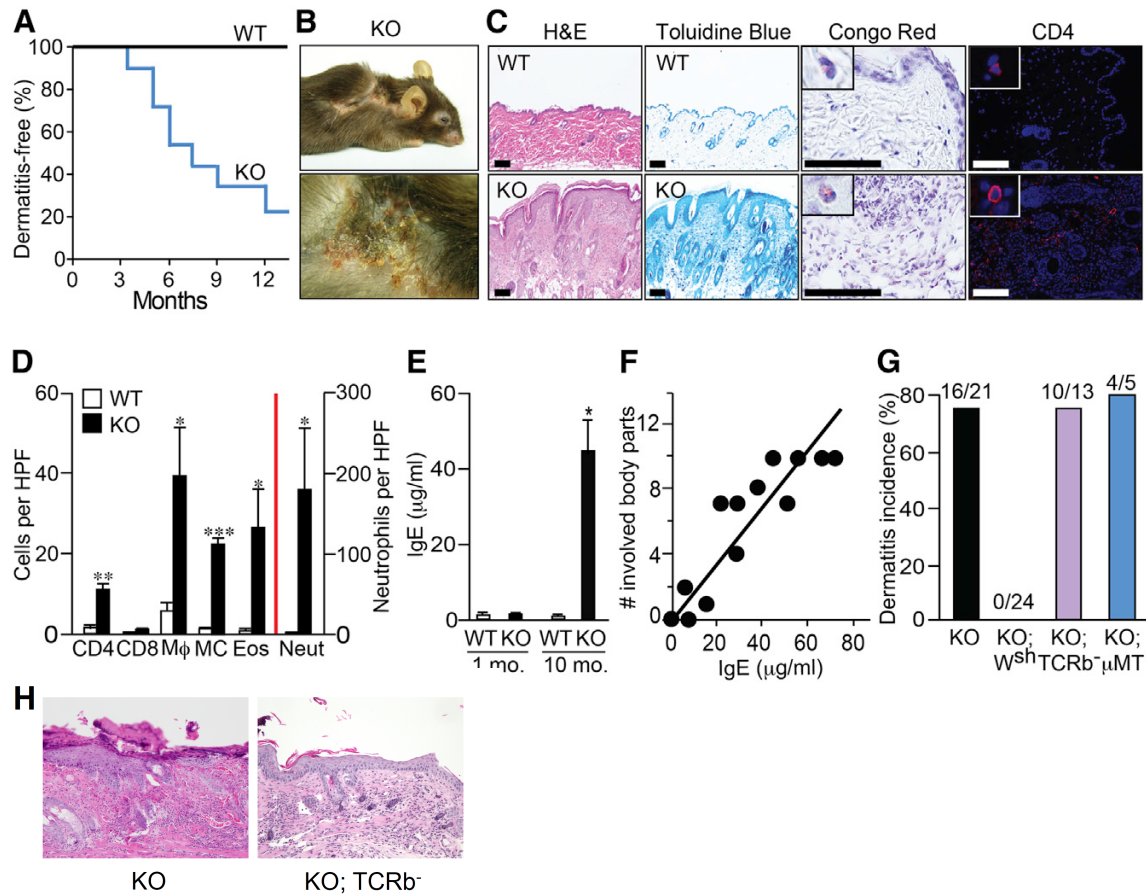 A
WT
Dermatitis-free (%)
100
80
60
40
20
0
KO
0 3 6 9 12
Months
B
KO
C
H&E Toluidine Blue Congo Red CD4
WT WT
KO KO
D
WT
KO
Cells per HPF
60
40
20
0
* ** *** * *
300
200
100
0
Neutrophils per HPF
CD4 CD8 Mϕ MC Eos Neut
E
IgE (μg/ml)
60
40
20
0
*
WT KO WT KO
1 mo. 10 mo.
F
# involved body parts
12
8
4
0
0 20 40 60 80
IgE (μg/ml)
G
Dermatitis incidence (%)
80
60
40
20
0
16/21 0/24 10/13 4/5
KO KO; KO; KO;
Wsh TCRb- μMT
H
KO KO; TCRb-